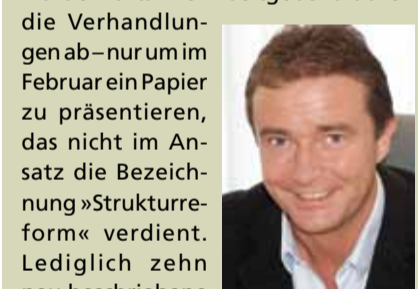 die Verhandlun-
gen ab – nur um im
Februar ein Papier
zu präsentieren,
das nicht im An-
satz die Bezeich-
nung »Strukturre-
form« verdient.
Lediglich zehn